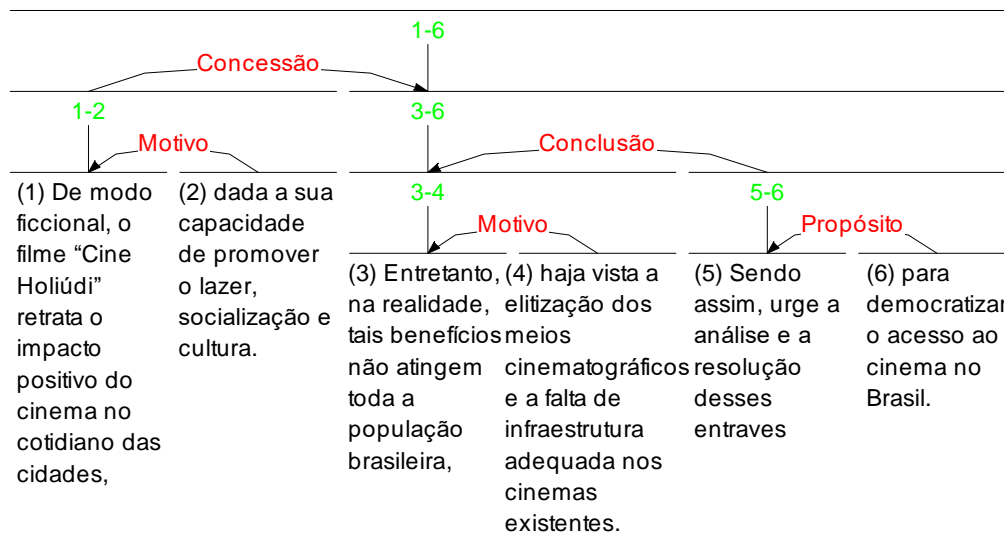 1-6
Concessão
1-2
3-6
Motivo
Conclusão
(1) De modo
ficcional, o
filme “Cine
Holiúdi”
retrata o
impacto
positivo do
cinema no
cotidiano das
cidades,
(2) dada a sua
capacidade
de promover
o lazer,
socialização e
cultura.
3-4
5-6
Motivo
Propósito
(3) Entretanto,
na realidade,
tais benefícios
não atingem
toda a
população
brasileira,
(4) haja vista a
elitização dos
meios
cinematográficos
e a falta de
infraestrutura
adequada nos
cinemas
existentes.
(5) Sendo
assim, urge a
análise e a
resolução
desses
entraves
(6) para
democratizar
o acesso ao
cinema no
Brasil.